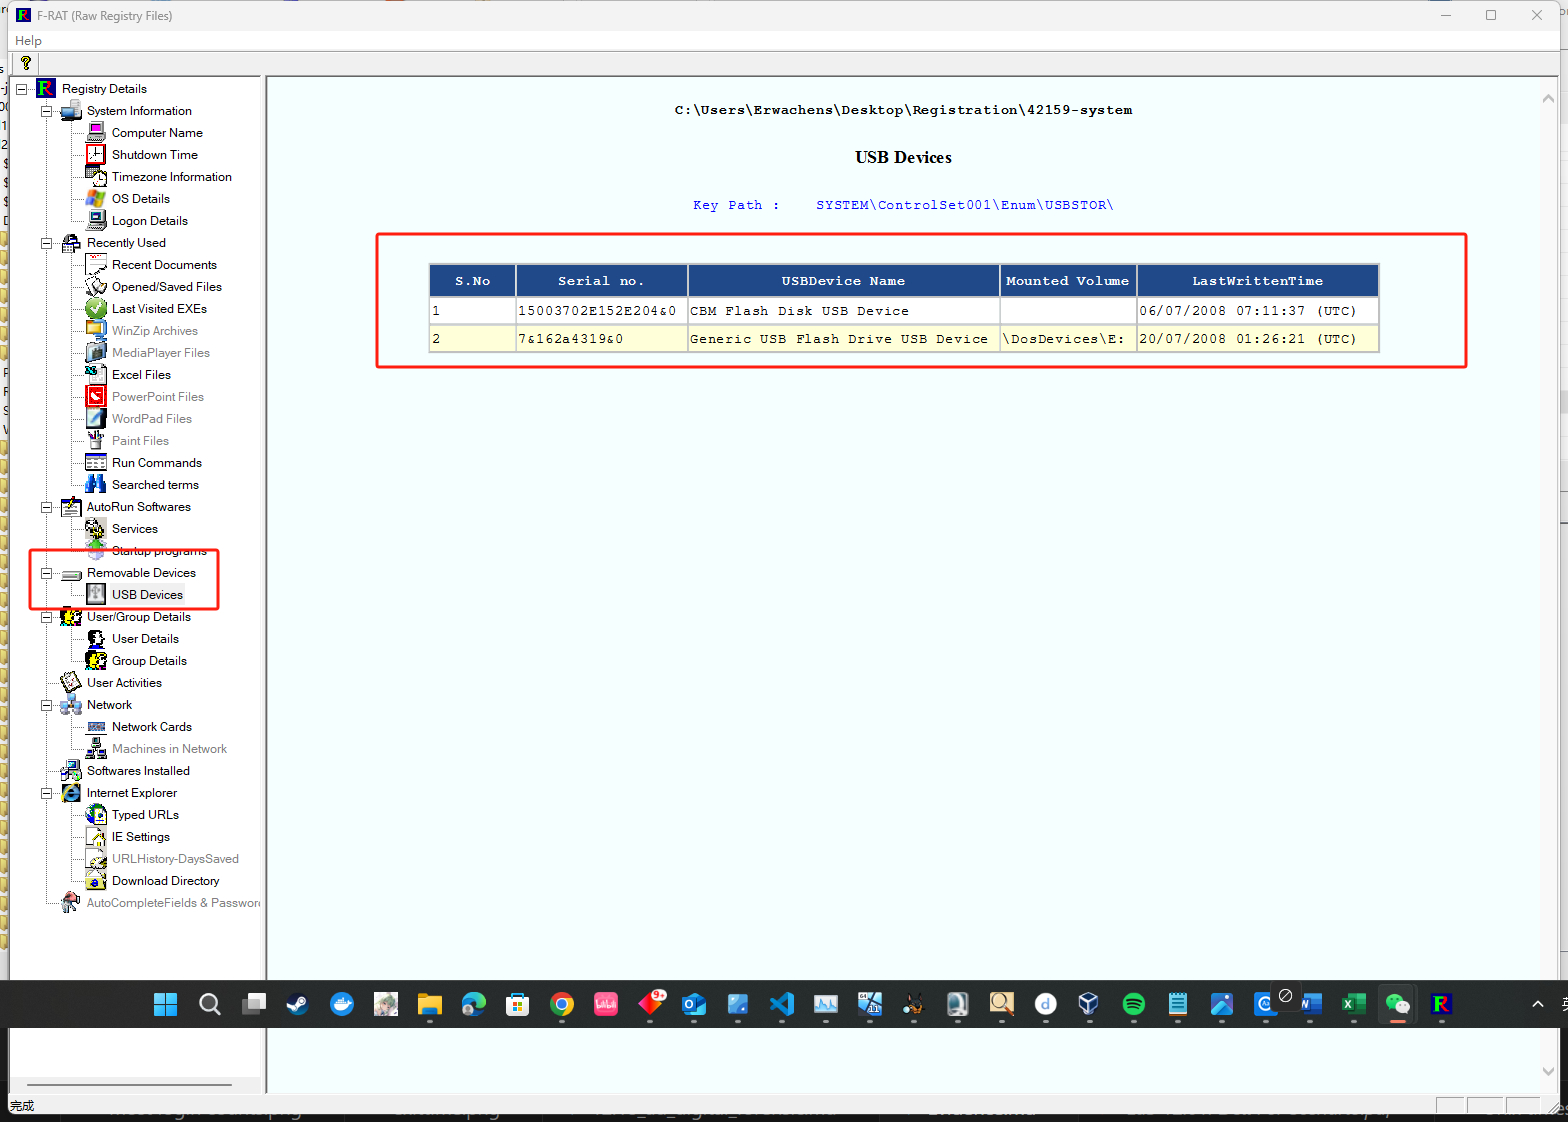 F-RAT (Raw Registry Files)
Help
Registry Details
System Information
Computer Name
Shutdown Time
Timezone Information
OS Details
Logon Details
Recently Used
Recent Documents
Opened/Saved Files
Last Visited EXEs
WinZip Archives
MediaPlayer Files
Excel Files
PowerPoint Files
WordPad Files
Paint Files
Run Commands
Searched terms
AutoRun Softwares
Services
Startup programs
Removable Devices
USB Devices
User/Group Details
User Details
Group Details
User Activities
Network
Network Cards
Machines in Network
Softwares Installed
Internet Explorer
Typed URLs
IE Settings
URLHistory-DaysSaved
Download Directory
AutoCompleteFields & Passwor
C:\Users\Erwachens\Desktop\Registration\42159-system
USB Devices
Key Path : SYSTEM\ControlSet001\Enum\USBSTOR\
S.No Serial no. USBDevice Name Mounted Volume LastWrittenTime
1 15003702E152E204&0 CBM Flash Disk USB Device 06/07/2008 07:11:37 (UTC)
2 7&162a4319&0 Generic USB Flash Drive USB Device \DosDevices\E: 20/07/2008 01:26:21 (UTC)
9+
完成